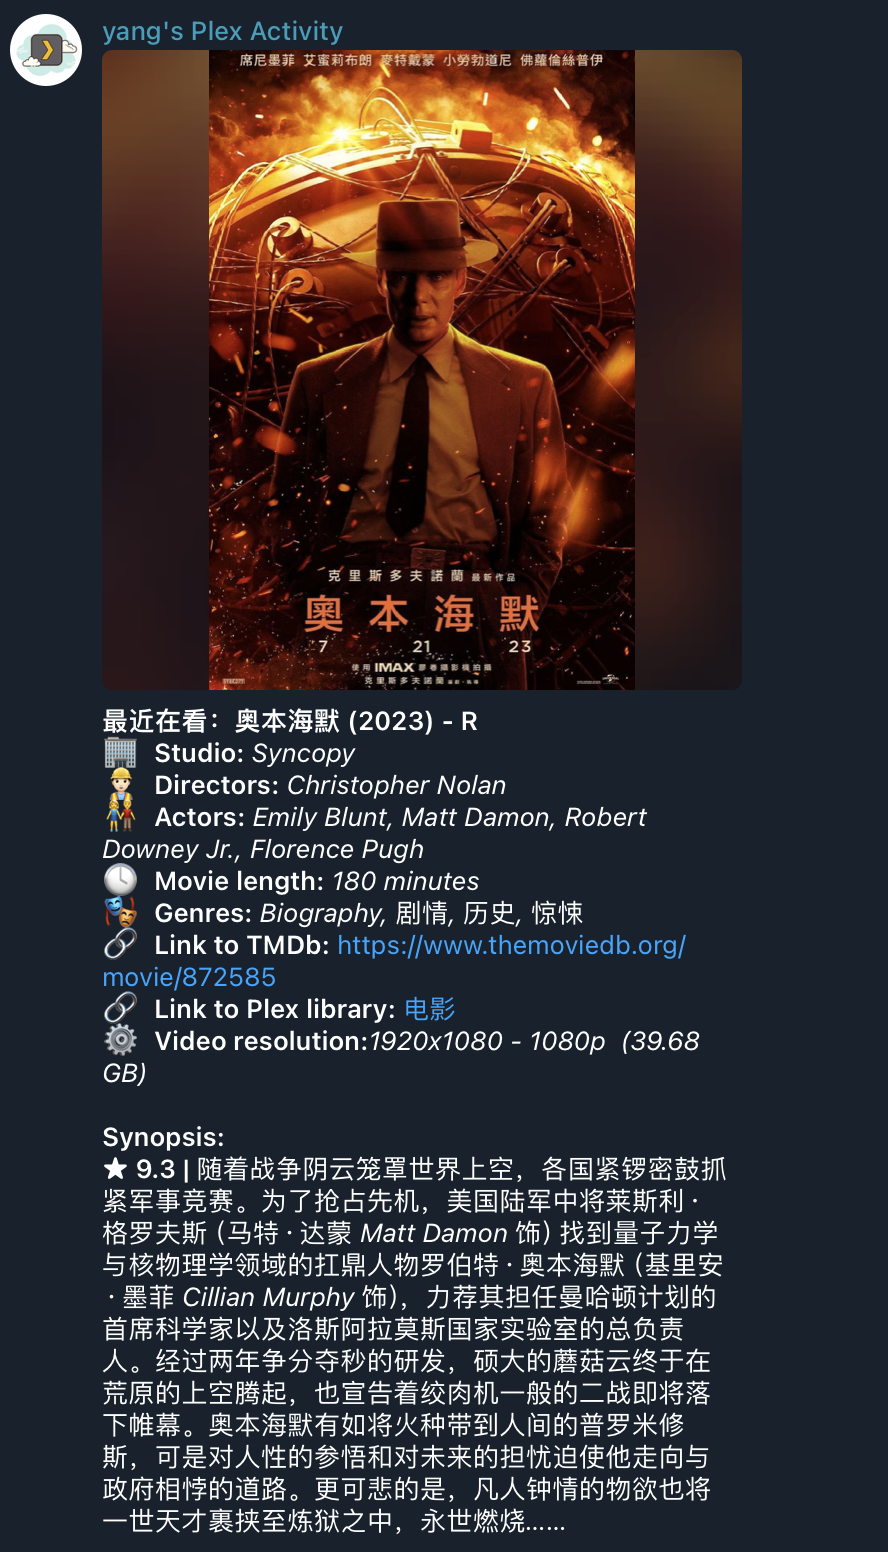 yang's Plex Activity
席尼墨菲 艾蜜莉布朗 麥特戴蒙 小勞勃道尼 佛蘿倫絲普伊
克里斯多夫諾蘭 最新作品
奧本海默
7 21 23
使用 IMAX 膠卷攝影機拍攝
克里斯多夫諾蘭
最近在看：奥本海默 (2023) - R
Studio: Syncopy
Directors: Christopher Nolan
Actors: Emily Blunt, Matt Damon, Robert
Downey Jr., Florence Pugh
Movie length: 180 minutes
Genres: Biography, 剧情, 历史, 惊悚
Link to TMDb: https://www.themoviedb.org/
movie/872585
Link to Plex library: 电影
Video resolution:1920x1080 - 1080p (39.68
GB)
Synopsis:
★ 9.3 | 随着战争阴云笼罩世界上空，各国紧锣密鼓抓
紧军事竞赛。为了抢占先机，美国陆军中将莱斯利 ·
格罗夫斯（马特 · 达蒙 Matt Damon 饰）找到量子力学
与核物理学领域的扛鼎人物罗伯特 · 奥本海默（基里安
· 墨菲 Cillian Murphy 饰），力荐其担任曼哈顿计划的
首席科学家以及洛斯阿拉莫斯国家实验室的总负责
人。经过两年争分夺秒的研发，硕大的蘑菇云终于在
荒原的上空腾起，也宣告着绞肉机一般的二战即将落
下帷幕。奥本海默有如将火种带到人间的普罗米修
斯，可是对人性的参悟和对未来的担忧迫使他走向与
政府相悖的道路。更可悲的是，凡人钟情的物欲也将
一世天才裹挟至炼狱之中，永世燃烧……